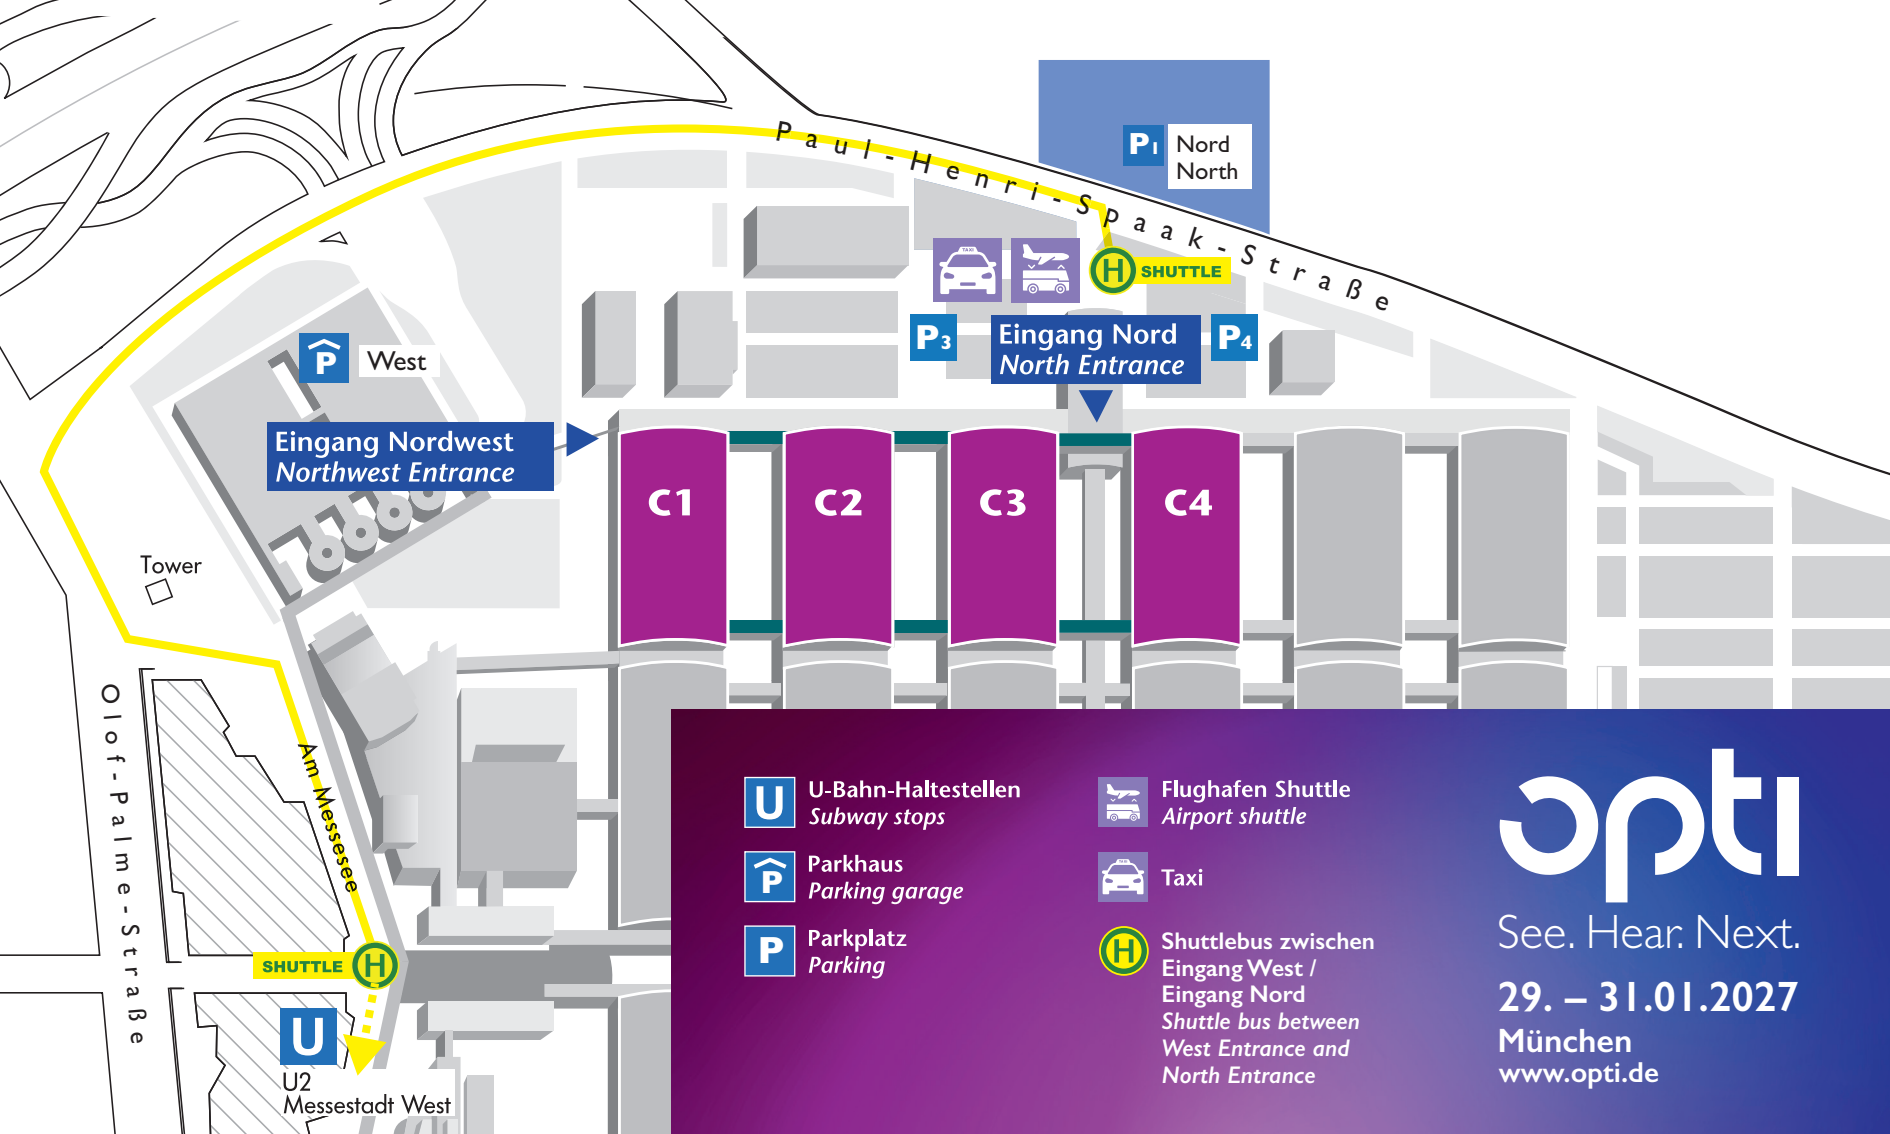 Paul-Henri-Spaak-Straße
P1
Nord
North
TAXI
H
SHUTTLE
P3
Eingang Nord
North Entrance
P4
P
West
Eingang Nordwest
Northwest Entrance
C1
C2
C3
C4
Tower
Olof-Palme-Straße
Am Messesee
SHUTTLE
H
U
U2
Messestadt West
U
U-Bahn-Haltestellen
Subway stops
P
Parkhaus
Parking garage
P
Parkplatz
Parking
Flughafen Shuttle
Airport shuttle
TAXI
Taxi
H
Shuttlebus zwischen
Eingang West /
Eingang Nord
Shuttle bus between
West Entrance and
North Entrance
opti
See. Hear. Next.
29. – 31.01.2027
München
www.opti.de